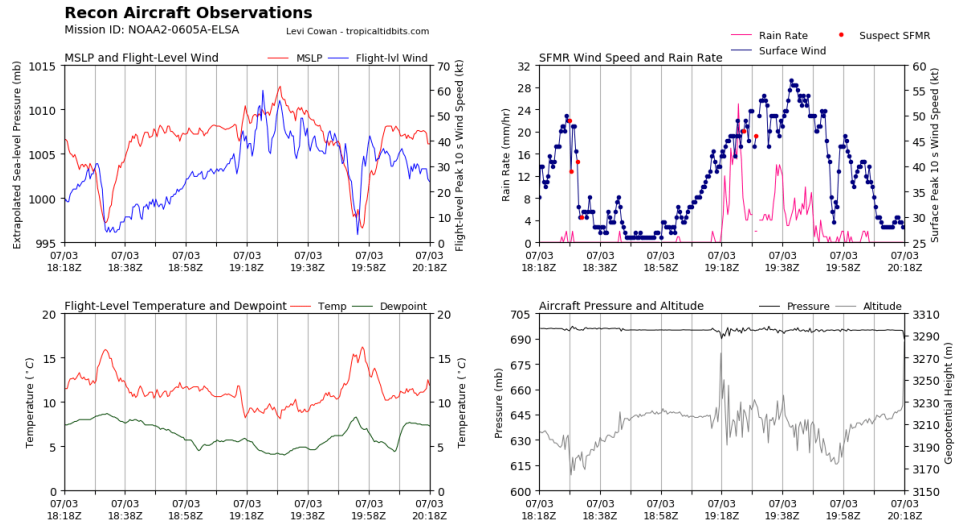 Recon Aircraft Observations
Mission ID: NOAA2-0605A-ELSA
Levi Cowan - tropicaltidbits.com
MSLP and Flight-Level Wind
MSLP
Flight-lvl Wind
Extrapolated Sea-level Pressure (mb)
1015
1010
1005
1000
995
70
60
50
40
30
20
10
0
Flight-level Peak 10 s Wind Speed (kt)
07/03 07/03 07/03 07/03 07/03 07/03 07/03
18:18Z 18:38Z 18:58Z 19:18Z 19:38Z 19:58Z 20:18Z
Rain Rate
Surface Wind
Suspect SFMR
SFMR Wind Speed and Rain Rate
Rain Rate (mm/hr)
32
28
24
20
16
12
8
4
0
60
55
50
45
40
35
30
25
Surface Peak 10 s Wind Speed (kt)
07/03 07/03 07/03 07/03 07/03 07/03 07/03
18:18Z 18:38Z 18:58Z 19:18Z 19:38Z 19:58Z 20:18Z
Flight-Level Temperature and Dewpoint
Temp
Dewpoint
Temperature (°C)
20
15
10
5
0
20
15
10
5
0
Temperature (°C)
07/03 07/03 07/03 07/03 07/03 07/03 07/03
18:18Z 18:38Z 18:58Z 19:18Z 19:38Z 19:58Z 20:18Z
Aircraft Pressure and Altitude
Pressure
Altitude
Pressure (mb)
705
690
675
660
645
630
615
600
3310
3290
3270
3250
3230
3210
3190
3170
3150
Geopotential Height (m)
07/03 07/03 07/03 07/03 07/03 07/03 07/03
18:18Z 18:38Z 18:58Z 19:18Z 19:38Z 19:58Z 20:18Z